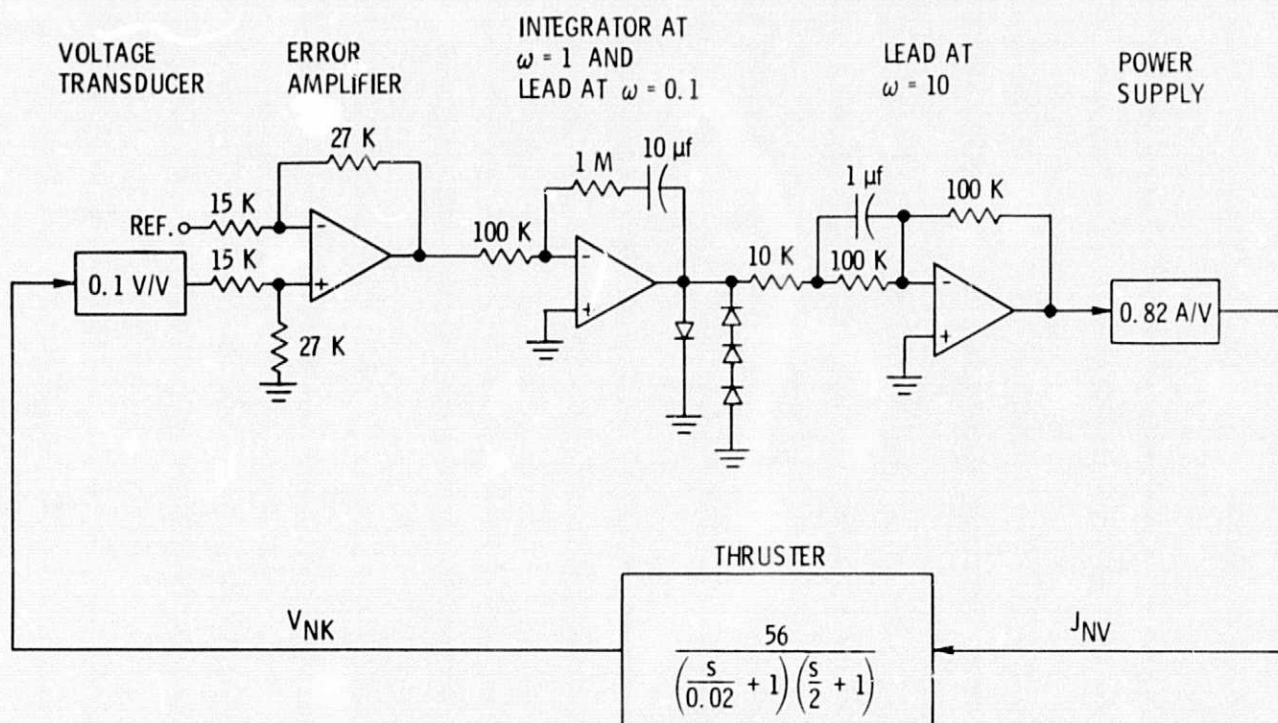 VOLTAGE
TRANSDUCER
ERROR
AMPLIFIER
INTEGRATOR AT
ω = 1 AND
LEAD AT ω = 0.1
LEAD AT
ω = 10
POWER
SUPPLY
27 K
1 M
10 μf
1 μf
100 K
15 K
REF.
-
100 K
-
10 K
100 K
-
0.1 V/V
15 K
+
+
+
0.82 A/V
27 K
THRUSTER
V_NK
56
J_NV
(s/0.02 + 1)(s/2 + 1)